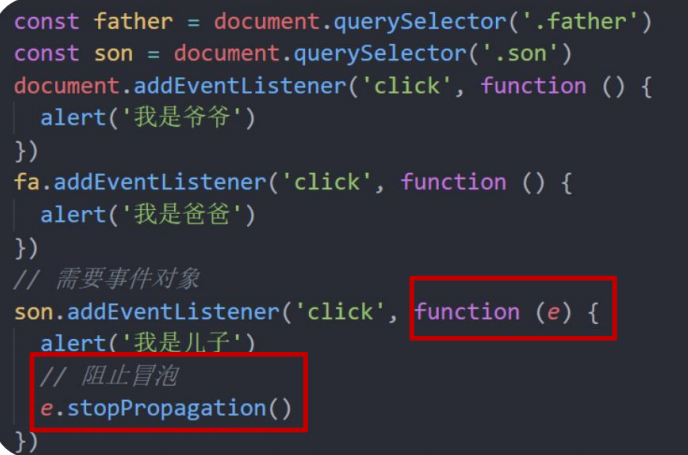 const father = document.querySelector('.father')
const son = document.querySelector('.son')
document.addEventListener('click', function () {
  alert('我是爷爷')
})
fa.addEventListener('click', function () {
  alert('我是爸爸')
})
// 需要事件对象
son.addEventListener('click', function (e) {
  alert('我是儿子')
  // 阻止冒泡
  e.stopPropagation()
})